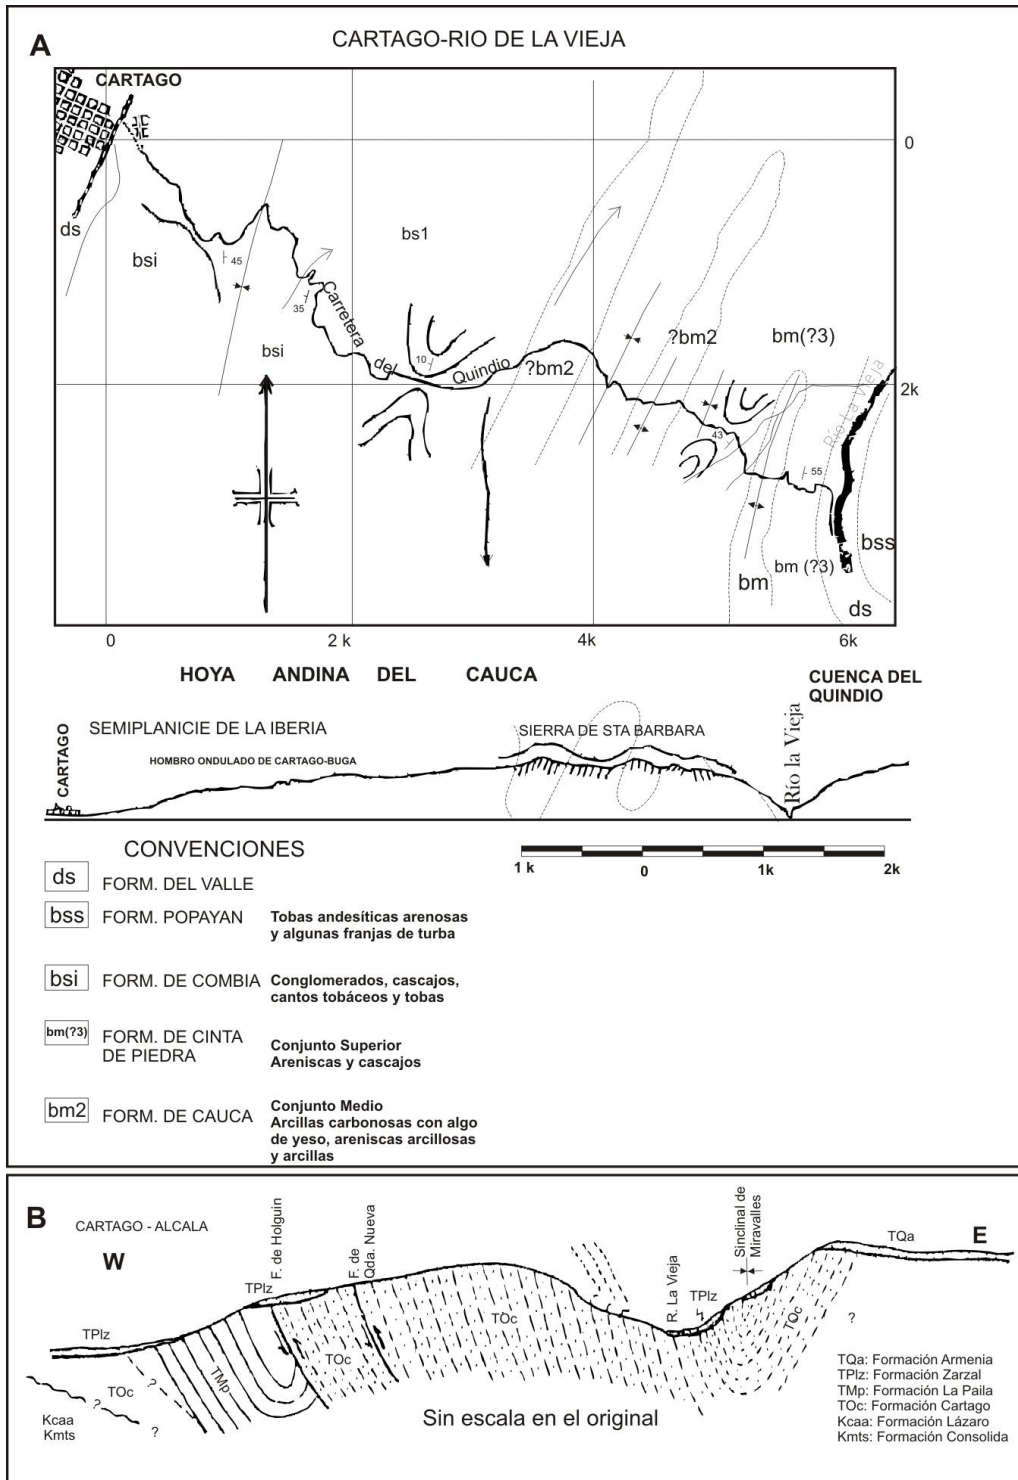 A
CARTAGO-RIO DE LA VIEJA
CARTAGO
0
ds
bsi
bs1
45
35
Carretera
del
Quindio
10
bsi
?bm2
?bm2
bm(?3)
2k
Río La Vieja
43
55
bss
bm
bm (?3)
ds
0
2 k
4k
6k
HOYA ANDINA DEL CAUCA
CUENCA DEL
QUINDIO
CARTAGO
SEMIPLANICIE DE LA IBERIA
SIERRA DE STA BARBARA
HOMBRO ONDULADO DE CARTAGO-BUGA
Río la Vieja
CONVENCIONES
1 k
0
1k
2k
ds
FORM. DEL VALLE
bss
FORM. POPAYAN
Tobas andesíticas arenosas
y algunas franjas de turba
bsi
FORM. DE COMBIA
Conglomerados, cascajos,
cantos tobáceos y tobas
bm(?3)
FORM. DE CINTA
DE PIEDRA
Conjunto Superior
Areniscas y cascajos
bm2
FORM. DE CAUCA
Conjunto Medio
Arcillas carbonosas con algo
de yeso, areniscas arcillosas
y arcillas
B
CARTAGO - ALCALA
W
F. de Holguin
F. de
Qda. Nueva
Sinclinal de
Miravalles
E
TQa
TPlz
TPlz
R. La Vieja
TPlz
TOc
TOc
TOc
TMp
TOc
?
?
?
?
Kcaa
Kmts
Sin escala en el original
TQa: Formación Armenia
TPlz: Formación Zarzal
TMp: Formación La Paila
TOc: Formación Cartago
Kcaa: Formación Lázaro
Kmts: Formación Consolida